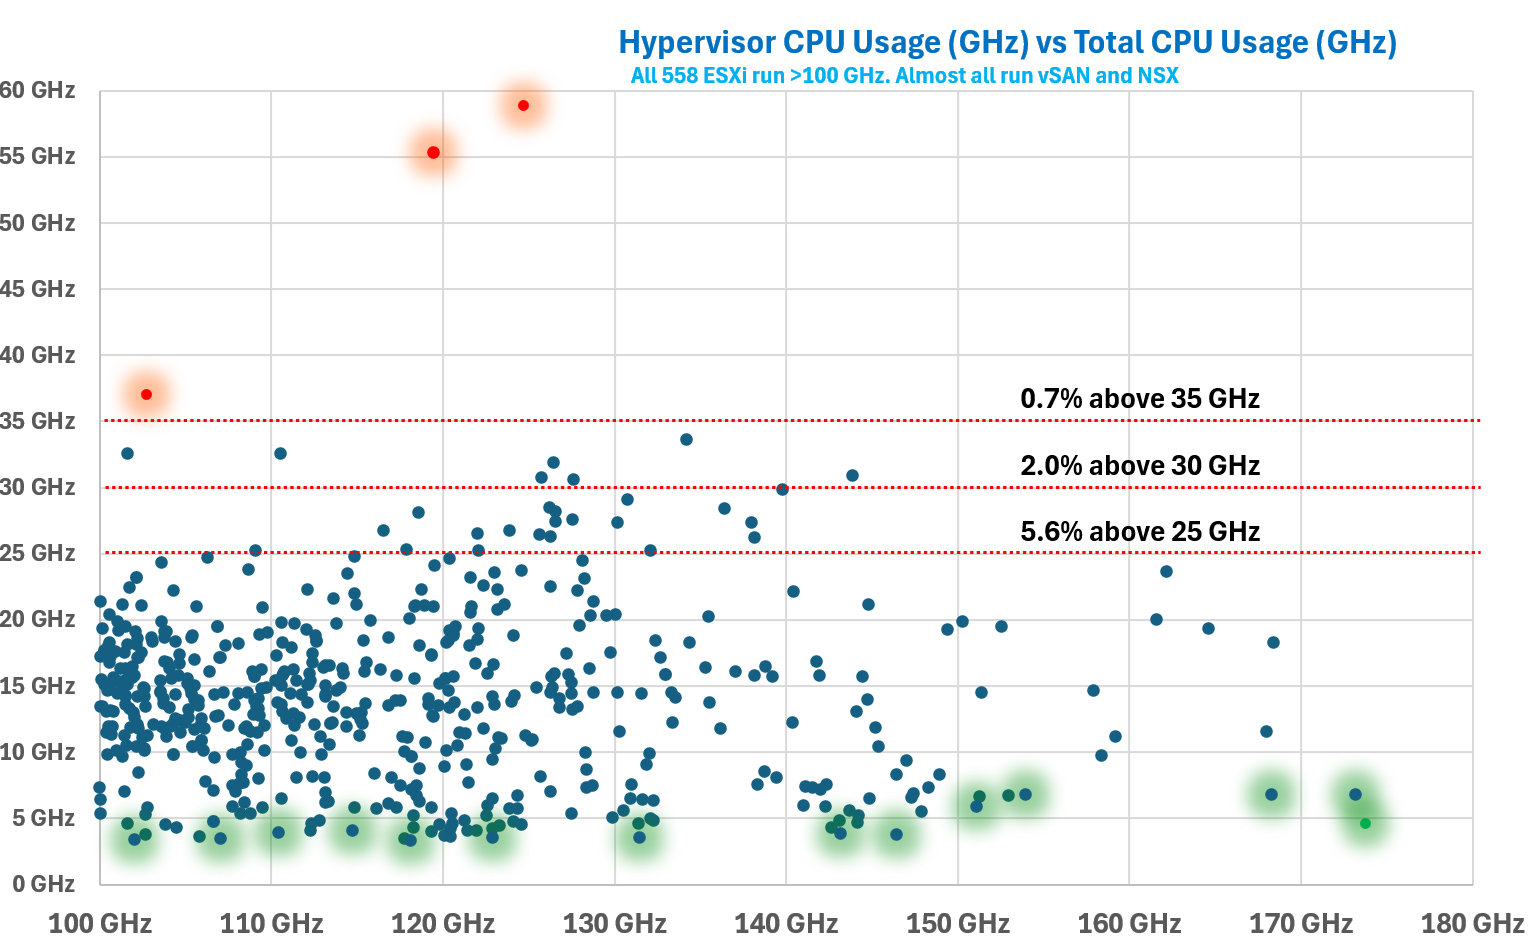 Hypervisor CPU Usage (GHz) vs Total CPU Usage (GHz)
All 558 ESXi run >100 GHz. Almost all run vSAN and NSX
60 GHz
55 GHz
50 GHz
45 GHz
40 GHz
0.7% above 35 GHz
35 GHz
2.0% above 30 GHz
30 GHz
5.6% above 25 GHz
25 GHz
20 GHz
15 GHz
10 GHz
5 GHz
0 GHz
100 GHz 110 GHz 120 GHz 130 GHz 140 GHz 150 GHz 160 GHz 170 GHz 180 GHz